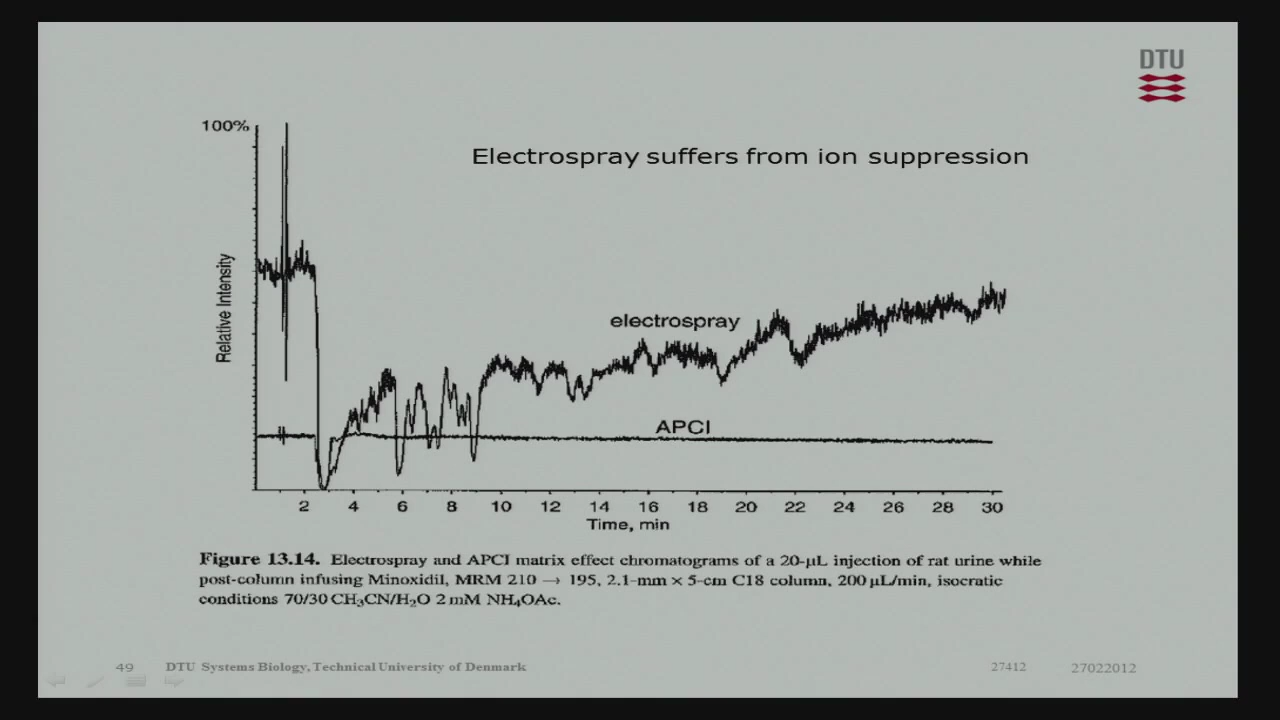 DTU
100%
Electrospray suffers from ion suppression
Relative Intensity
electrospray
APCI
2 4 6 8 10 12 14 16 18 20 22 24 26 28 30
Time, min
Figure 13.14. Electrospray and APCI matrix effect chromatograms of a 20-μL injection of rat urine while
post-column infusing Minoxidil, MRM 210 → 195, 2.1-mm × 5-cm C18 column, 200 μL/min, isocratic
conditions 70/30 CH₃CN/H₂O 2 mM NH₄OAc.
49 DTU Systems Biology, Technical University of Denmark 27412 27022012